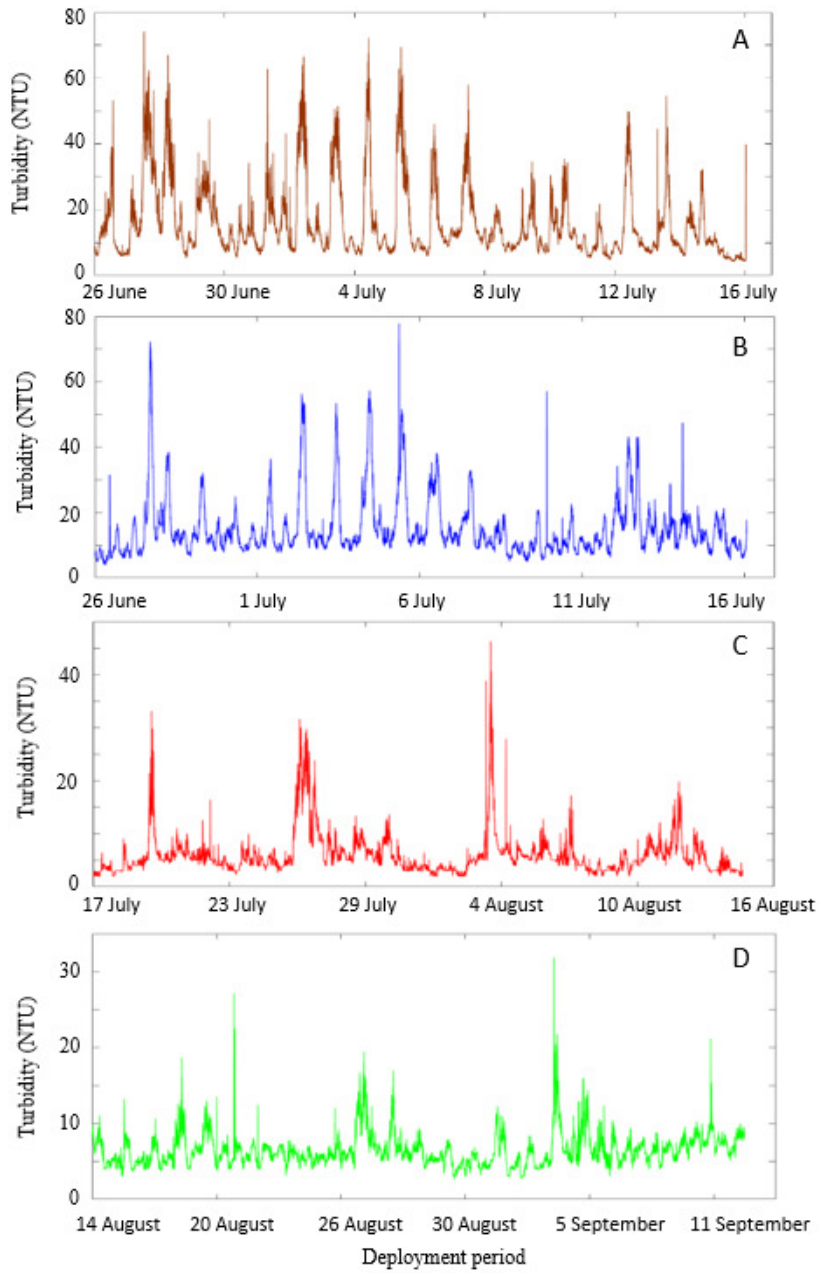 A
80
60
40
20
0
Turbidity (NTU)
26 June 30 June 4 July 8 July 12 July 16 July
B
80
60
40
20
0
Turbidity (NTU)
26 June 1 July 6 July 11 July 16 July
C
40
20
0
Turbidity (NTU)
17 July 23 July 29 July 4 August 10 August 16 August
D
30
20
10
0
Turbidity (NTU)
14 August 20 August 26 August 30 August 5 September 11 September
Deployment period